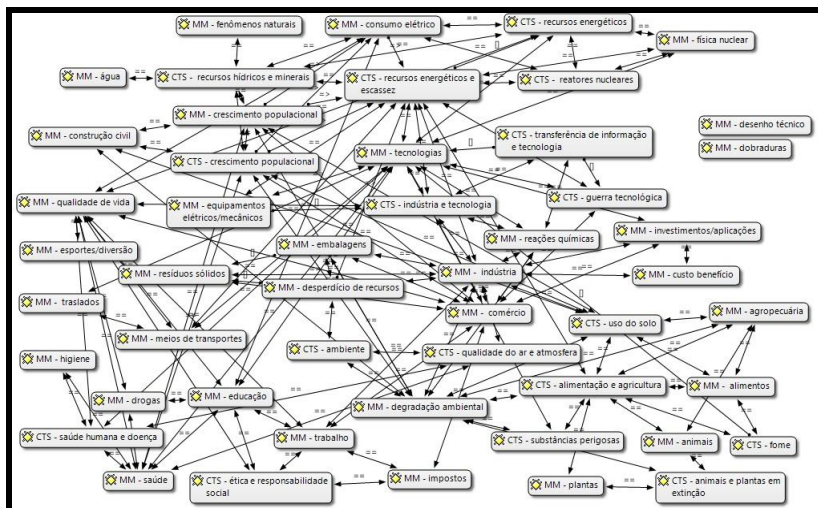 MM - fenômenos naturais
MM - consumo elétrico
CTS - recursos energéticos
MM - física nuclear
MM - água
CTS - recursos hídricos e minerais
CTS - recursos energéticos e
escassez
CTS - reatores nucleares
MM - crescimento populacional
MM - construção civil
CTS - transferência de informação
e tecnologia
MM - desenho técnico
MM - dobraduras
CTS - crescimento populacional
MM - tecnologias
MM - qualidade de vida
MM - equipamentos
elétricos/mecânicos
CTS - indústria e tecnologia
CTS - guerra tecnológica
MM - esportes/diversão
MM - embalagens
MM - reações químicas
MM - investimentos/aplicações
MM - resíduos sólidos
MM - indústria
MM - custo benefício
MM - desperdício de recursos
MM - traslados
MM - comércio
CTS - uso do solo
MM - agropecuária
MM - meios de transportes
CTS - ambiente
CTS - qualidade do ar e atmosfera
MM - higiene
MM - drogas
MM - educação
CTS - alimentação e agricultura
MM - alimentos
MM - degradação ambiental
CTS - saúde humana e doença
MM - trabalho
CTS - substâncias perigosas
MM - animais
CTS - fome
MM - saúde
CTS - ética e responsabilidade
social
MM - impostos
MM - plantas
CTS - animais e plantas em
extinção